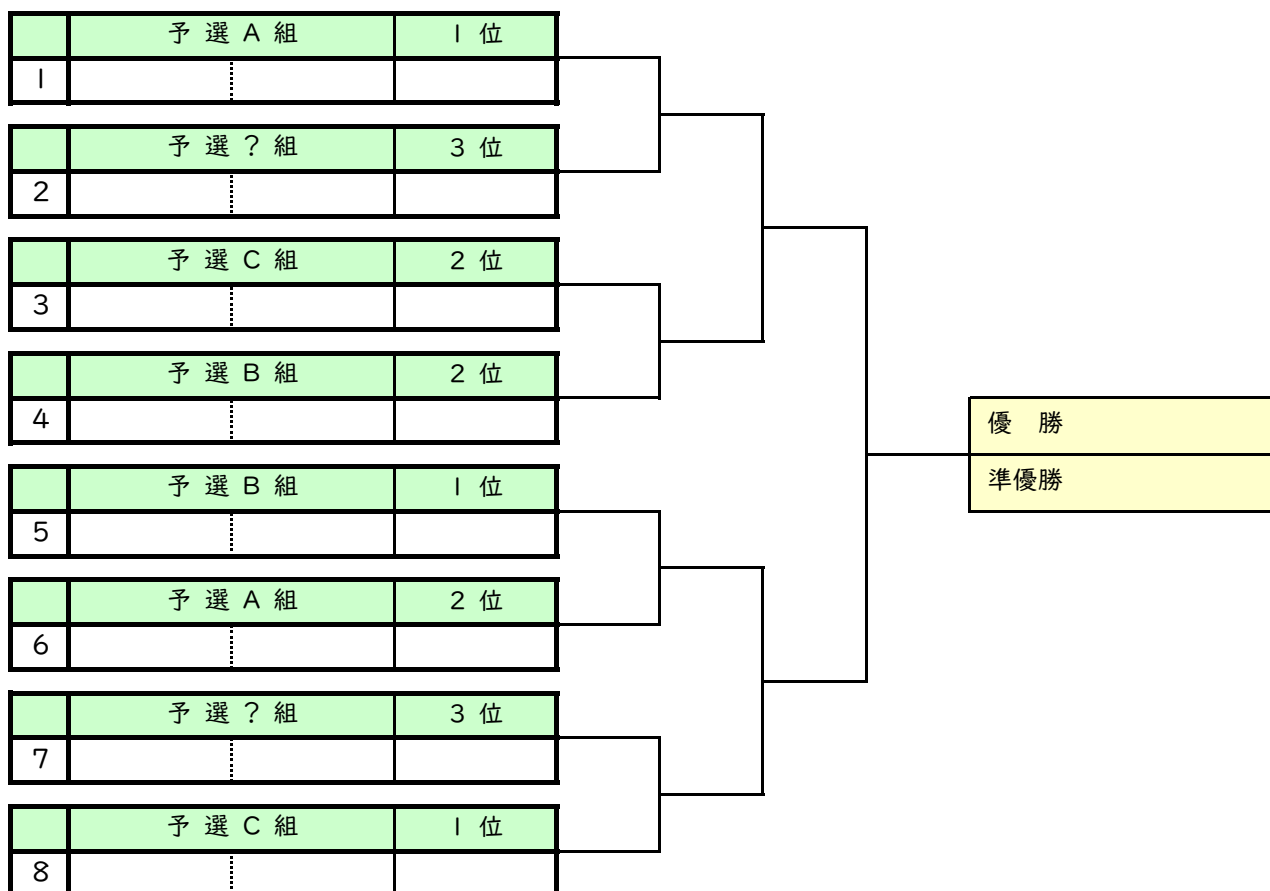 予選A組 1位
1
予選?組 3位
2
予選C組 2位
3
予選B組 2位
4
予選B組 1位
5
予選A組 2位
6
予選?組 3位
7
予選C組 1位
8
優　勝
準優勝